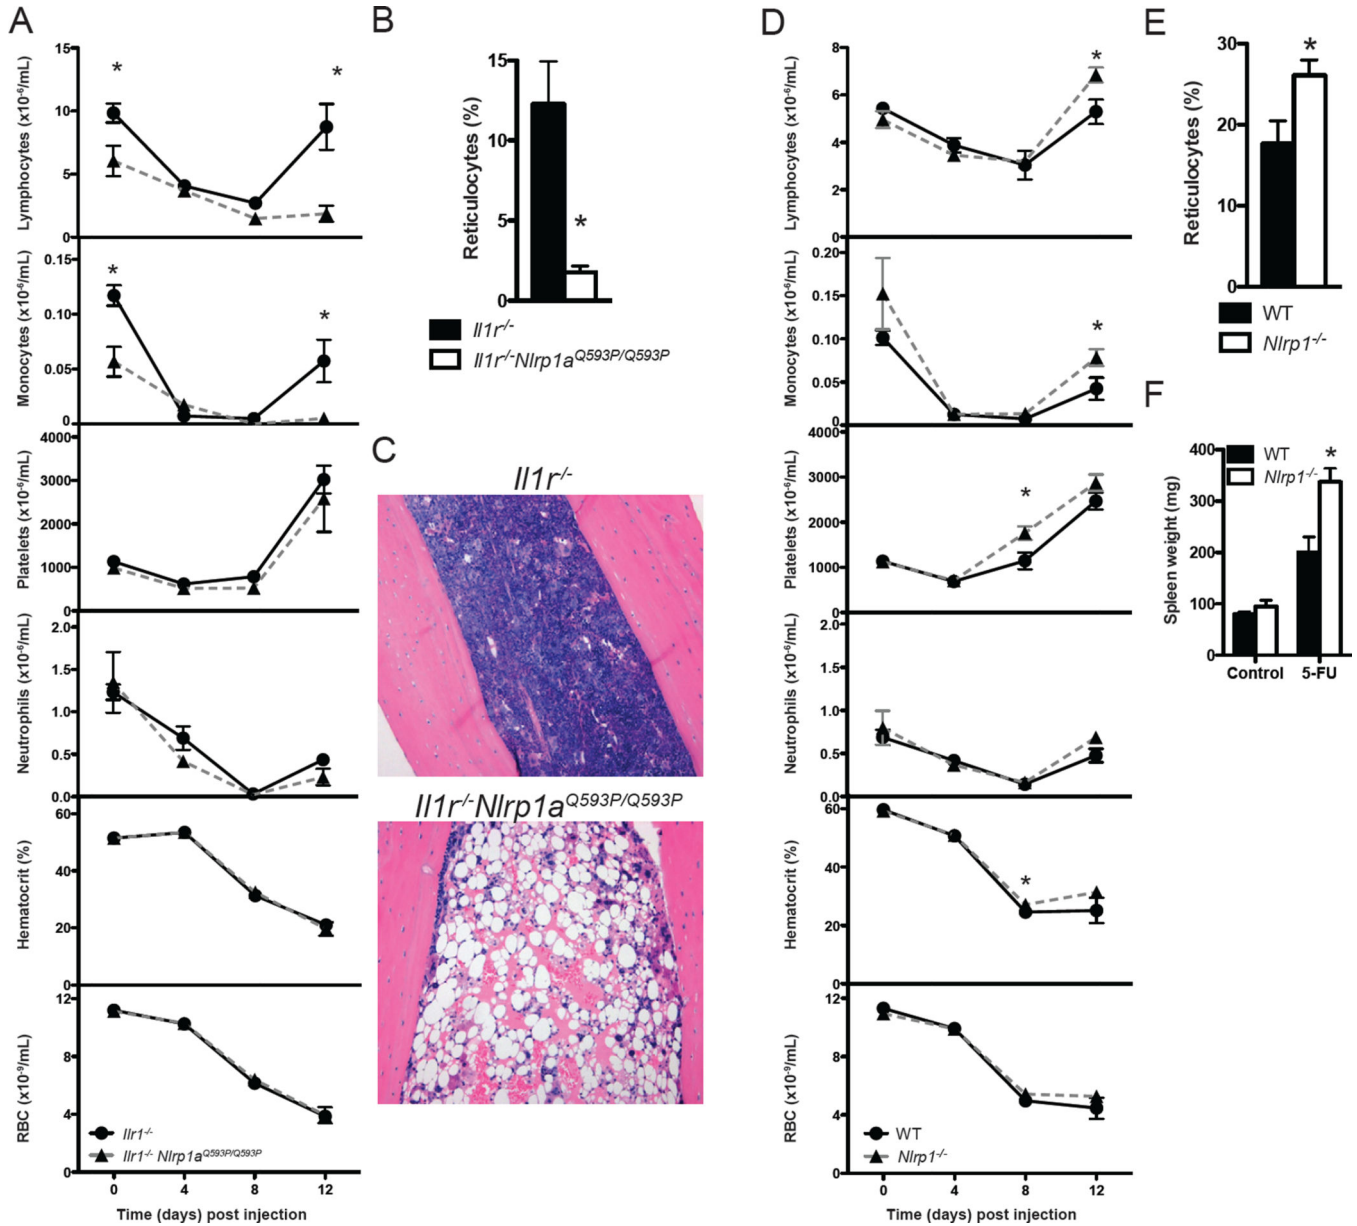 A
15
10
5
0
Lymphocytes (x10⁻⁶/mL)
*
*
0.15
0.10
0.05
0
Monocytes (x10⁻⁶/mL)
*
*
4000
3000
2000
1000
0
Platelets (x10⁻⁶/mL)
2.0
1.5
1.0
0.5
0.0
Neutrophils (x10⁻⁶/mL)
60
40
20
0
Hematocrit (%)
12
8
4
0
RBC (x10⁻⁹/mL)
Ilr1⁻/⁻
Ilr1⁻/⁻ Nlrp1aQ593P/Q593P
0 4 8 12
Time (days) post injection
B
15
10
5
0
Reticulocytes (%)
*
Il1r⁻/⁻
Il1r⁻/⁻Nlrp1aQ593P/Q593P
C
Il1r⁻/⁻
Il1r⁻/⁻Nlrp1aQ593P/Q593P
D
8
6
4
2
0
Lymphocytes (x10⁻⁶/mL)
*
0.20
0.15
0.10
0.05
0
Monocytes (x10⁻⁶/mL)
*
4000
3000
2000
1000
0
Platelets (x10⁻⁶/mL)
*
2.0
1.5
1.0
0.5
0.0
Neutrophils (x10⁻⁶/mL)
60
40
20
0
Hematocrit (%)
*
12
8
4
0
RBC (x10⁻⁹/mL)
WT
Nlrp1⁻/⁻
0 4 8 12
Time (days) post injection
E
30
20
10
0
Reticulocytes (%)
*
WT
Nlrp1⁻/⁻
F
400
300
200
100
0
Spleen weight (mg)
WT
Nlrp1⁻/⁻
*
Control 5-FU